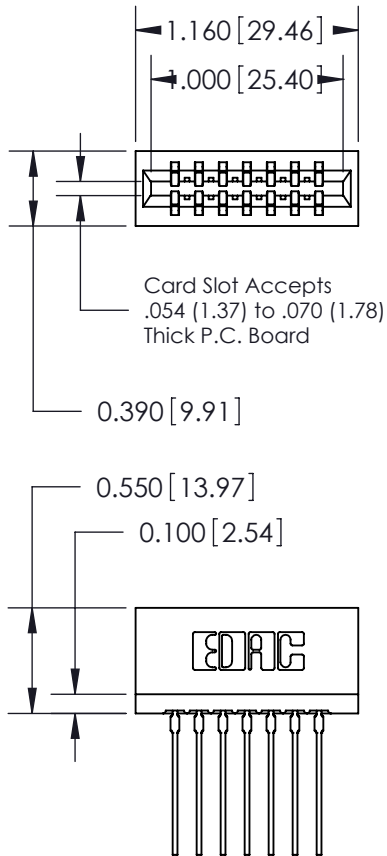 1.160 [29.46]
1.000 [25.40]
Card Slot Accepts
.054 (1.37) to .070 (1.78)
Thick P.C. Board
0.390 [9.91]
0.550 [13.97]
0.100 [2.54]
EDAC